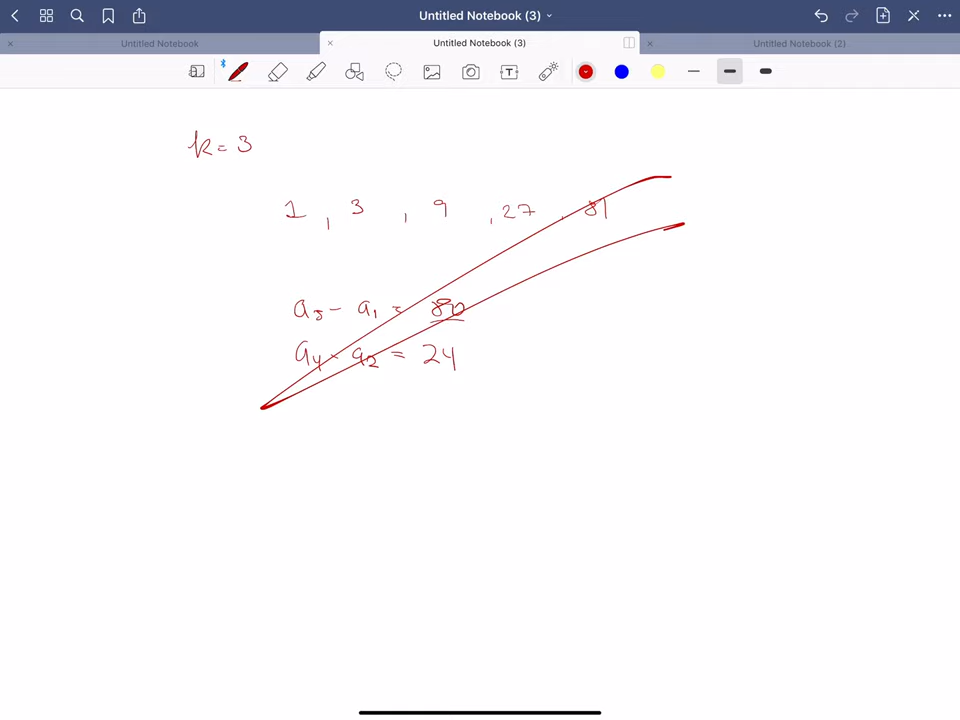 Untitled Notebook (3)
Untitled Notebook
Untitled Notebook (3)
Untitled Notebook (2)
T
k = 3
1 , 3 , 9 , 27 , 81
a5 - a1 = 80
a4 - a2 = 24